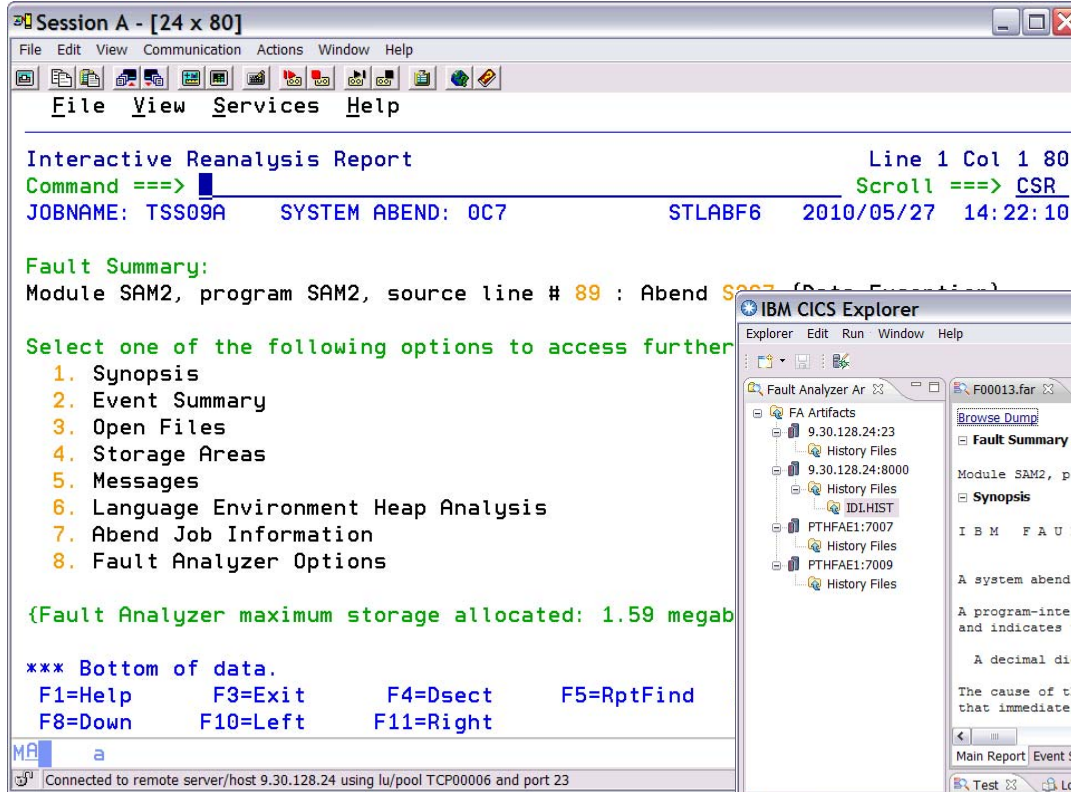 Session A - [24 x 80]
File Edit View Communication Actions Window Help
File View Services Help
Interactive Reanalysis Report Line 1 Col 1 80
Command ===> Scroll ===> CSR
JOBNAME: TSS09A SYSTEM ABEND: 0C7 STLABF6 2010/05/27 14:22:10
Fault Summary:
Module SAM2, program SAM2, source line # 89 : Abend
Select one of the following options to access further
1. Synopsis
2. Event Summary
3. Open Files
4. Storage Areas
5. Messages
6. Language Environment Heap Analysis
7. Abend Job Information
8. Fault Analyzer Options
{Fault Analyzer maximum storage allocated: 1.59 megab
*** Bottom of data.
F1=Help F3=Exit F4=Dsect F5=RptFind
F8=Down F10=Left F11=Right
MA a
Connected to remote server/host 9.30.128.24 using lu/pool TCP00006 and port 23
IBM CICS Explorer
Explorer Edit Run Window Help
Fault Analyzer Ar
FA Artifacts
9.30.128.24:23
History Files
9.30.128.24:8000
History Files
IDI.HIST
PTHFAE1:7007
History Files
PTHFAE1:7009
History Files
F00013.far
Browse Dump
Fault Summary
Module SAM2, p
Synopsis
I B M F A U
A system abend
A program-inte
and indicates
A decimal di
The cause of t
that immediate
Main Report Event S
Test Lo